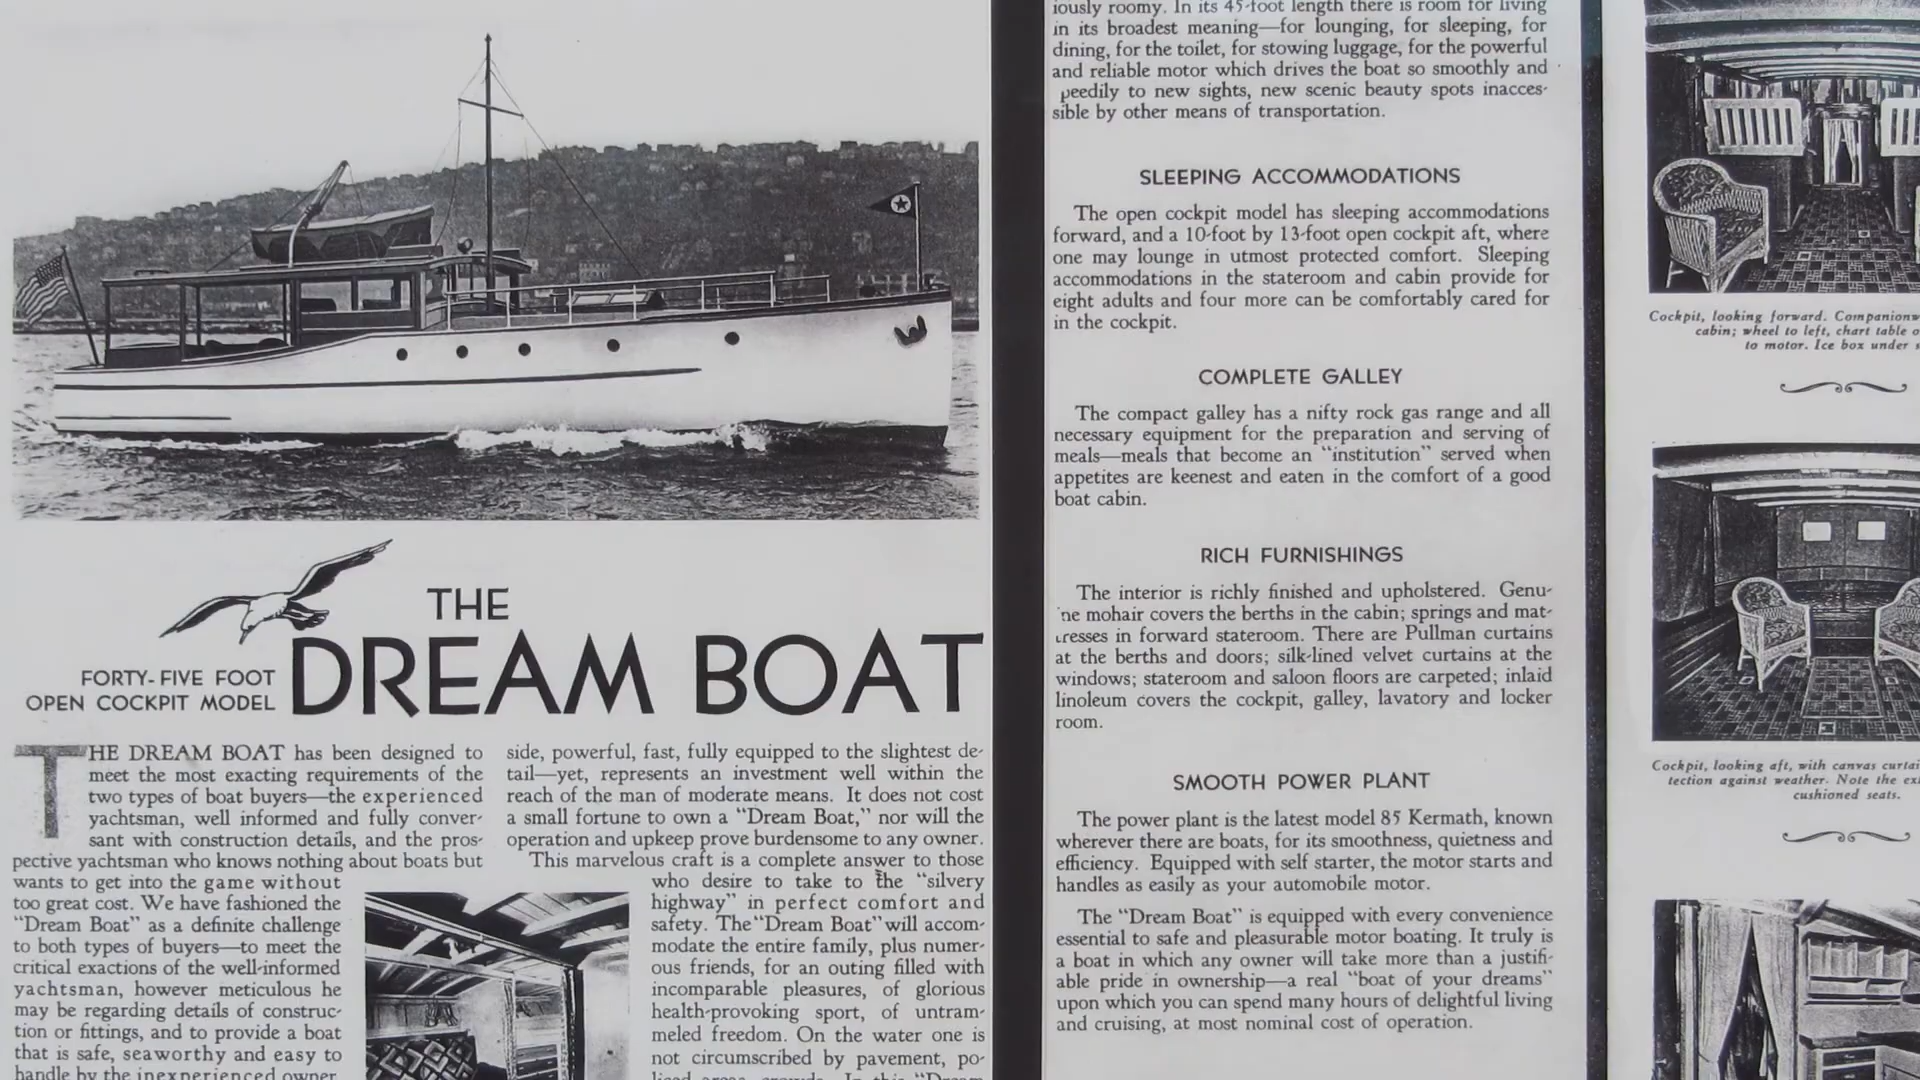 THE
DREAM BOAT
FORTY-FIVE FOOT
OPEN COCKPIT MODEL
THE DREAM BOAT has been designed to
meet the most exacting requirements of the
two types of boat buyers—the experienced
yachtsman, well informed and fully conver-
sant with construction details, and the pros-
pective yachtsman who knows nothing about boats but
wants to get into the game without
too great cost. We have fashioned the
"Dream Boat" as a definite challenge
to both types of buyers—to meet the
critical exactions of the well-informed
yachtsman, however meticulous he
may be regarding details of construc-
tion or fittings, and to provide a boat
that is safe, seaworthy and easy to
handle by the inexperienced owner.
side, powerful, fast, fully equipped to the slightest de-
tail—yet, represents an investment well within the
reach of the man of moderate means. It does not cost
a small fortune to own a "Dream Boat," nor will the
operation and upkeep prove burdensome to any owner.
This marvelous craft is a complete answer to those
who desire to take to the "silvery
highway" in perfect comfort and
safety. The "Dream Boat" will accom-
modate the entire family, plus numer-
ous friends, for an outing filled with
incomparable pleasures, of glorious
health-provoking sport, of untram-
meled freedom. On the water one is
not circumscribed by pavement, po-
In this "Dream
iously roomy. In its 45-foot length there is room for living
in its broadest meaning—for lounging, for sleeping, for
dining, for the toilet, for stowing luggage, for the powerful
and reliable motor which drives the boat so smoothly and
peedily to new sights, new scenic beauty spots inacces-
sible by other means of transportation.
SLEEPING ACCOMMODATIONS
The open cockpit model has sleeping accommodations
forward, and a 10-foot by 13-foot open cockpit aft, where
one may lounge in utmost protected comfort. Sleeping
accommodations in the stateroom and cabin provide for
eight adults and four more can be comfortably cared for
in the cockpit.
COMPLETE GALLEY
The compact galley has a nifty rock gas range and all
necessary equipment for the preparation and serving of
meals—meals that become an "institution" served when
appetites are keenest and eaten in the comfort of a good
boat cabin.
RICH FURNISHINGS
The interior is richly finished and upholstered. Genu-
ne mohair covers the berths in the cabin; springs and mat-
tresses in forward stateroom. There are Pullman curtains
at the berths and doors; silk-lined velvet curtains at the
windows; stateroom and saloon floors are carpeted; inlaid
linoleum covers the cockpit, galley, lavatory and locker
room.
SMOOTH POWER PLANT
The power plant is the latest model 85 Kermath, known
wherever there are boats, for its smoothness, quietness and
efficiency. Equipped with self starter, the motor starts and
handles as easily as your automobile motor.
The "Dream Boat" is equipped with every convenience
essential to safe and pleasurable motor boating. It truly is
a boat in which any owner will take more than a justifi-
able pride in ownership—a real "boat of your dreams"
upon which you can spend many hours of delightful living
and cruising, at most nominal cost of operation.
Cockpit, looking forward. Companionw
cabin; wheel to left, chart table o
to motor. Ice box under s
Cockpit, looking aft, with canvas curtai
tection against weather. Note the ex
cushioned seats.